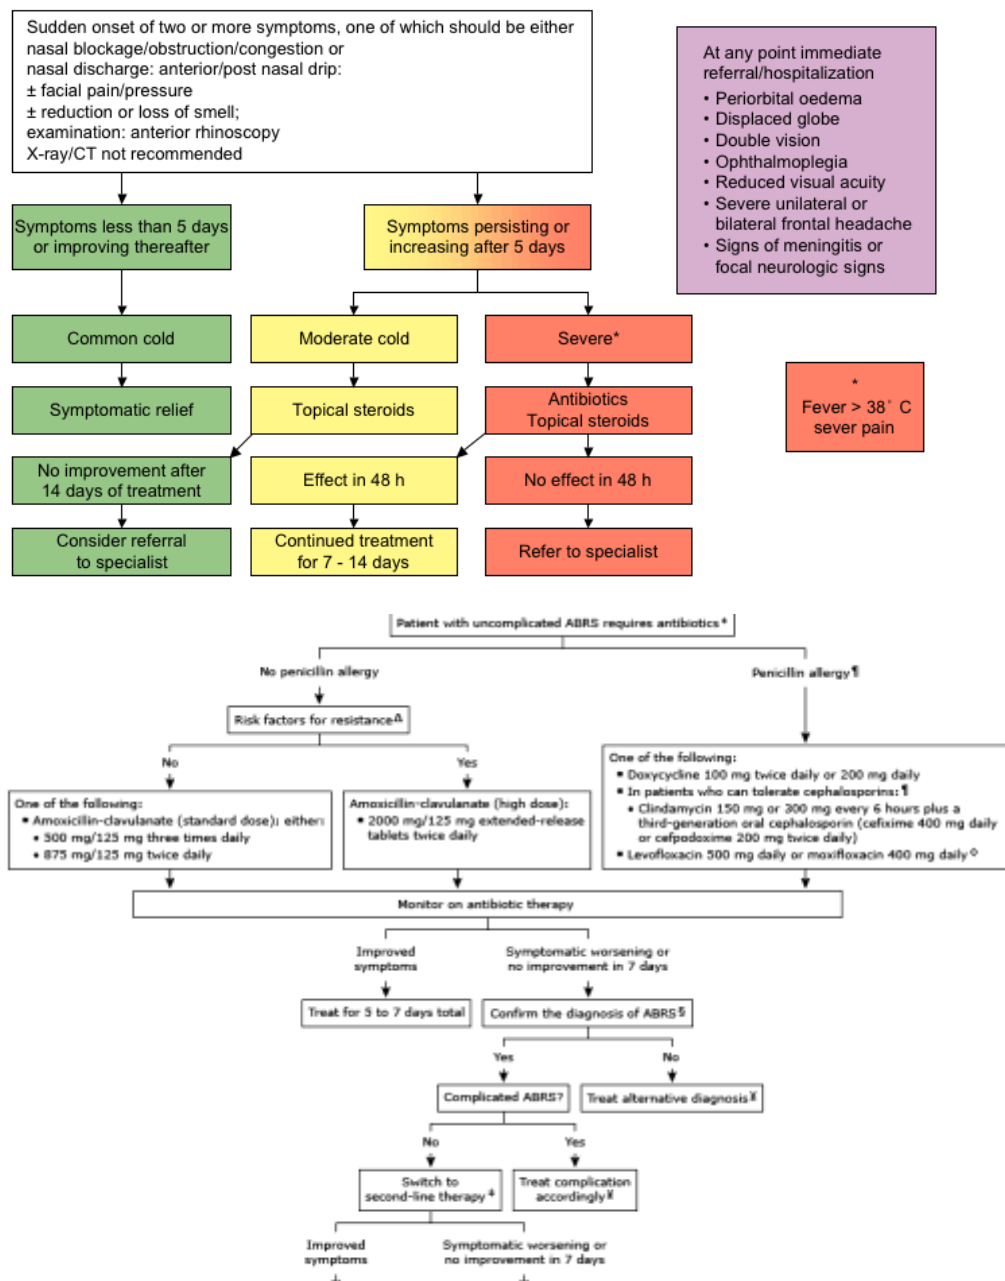 Sudden onset of two or more symptoms, one of which should be either
nasal blockage/obstruction/congestion or
nasal discharge: anterior/post nasal drip:
± facial pain/pressure
± reduction or loss of smell;
examination: anterior rhinoscopy
X-ray/CT not recommended
At any point immediate
referral/hospitalization
• Periorbital oedema
• Displaced globe
• Double vision
• Ophthalmoplegia
• Reduced visual acuity
• Severe unilateral or
bilateral frontal headache
• Signs of meningitis or
focal neurologic signs
Symptoms less than 5 days
or improving thereafter
Symptoms persisting or
increasing after 5 days
Common cold
Moderate cold
Severe*
Symptomatic relief
Topical steroids
Antibiotics
Topical steroids
*
Fever > 38° C
sever pain
No improvement after
14 days of treatment
Effect in 48 h
No effect in 48 h
Consider referral
to specialist
Continued treatment
for 7 - 14 days
Refer to specialist
Patient with uncomplicated ABRS requires antibiotics*
No penicillin allergy
Penicillin allergy¶
Risk factors for resistanceΔ
No
Yes
One of the following:
▪ Amoxicillin-clavulanate (standard dose); either:
• 500 mg/125 mg three times daily
• 875 mg/125 mg twice daily
Amoxicillin-clavulanate (high dose):
▪ 2000 mg/125 mg extended-release
tablets twice daily
One of the following:
▪ Doxycycline 100 mg twice daily or 200 mg daily
▪ In patients who can tolerate cephalosporins:¶
• Clindamycin 150 mg or 300 mg every 6 hours plus a
third-generation oral cephalosporin (cefixime 400 mg daily
or cefpodoxime 200 mg twice daily)
▪ Levofloxacin 500 mg daily or moxifloxacin 400 mg daily◇
Monitor on antibiotic therapy
Improved
symptoms
Symptomatic worsening or
no improvement in 7 days
Treat for 5 to 7 days total
Confirm the diagnosis of ABRS§
Yes
No
Complicated ABRS?
Treat alternative diagnosis¥
No
Yes
Switch to
second-line therapy‡
Treat complication
accordingly¥
Improved
symptoms
Symptomatic worsening or
no improvement in 7 days